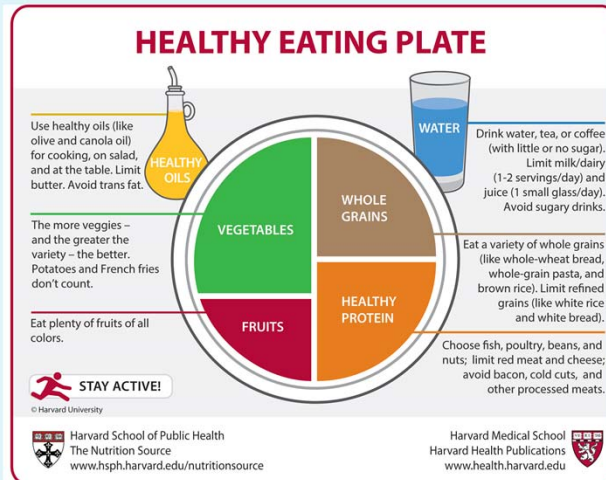 HEALTHY EATING PLATE
Use healthy oils (like
olive and canola oil)
for cooking, on salad,
and at the table. Limit
butter. Avoid trans fat.
HEALTHY
OILS
The more veggies –
and the greater the
variety – the better.
Potatoes and French fries
don't count.
Eat plenty of fruits of all
colors.
VEGETABLES
FRUITS
WHOLE
GRAINS
HEALTHY
PROTEIN
WATER
Drink water, tea, or coffee
(with little or no sugar).
Limit milk/dairy
(1-2 servings/day) and
juice (1 small glass/day).
Avoid sugary drinks.
Eat a variety of whole grains
(like whole-wheat bread,
whole-grain pasta, and
brown rice). Limit refined
grains (like white rice
and white bread).
Choose fish, poultry, beans, and
nuts; limit red meat and cheese;
avoid bacon, cold cuts, and
other processed meats.
STAY ACTIVE!
© Harvard University
Harvard School of Public Health
The Nutrition Source
www.hsph.harvard.edu/nutritionsource
Harvard Medical School
Harvard Health Publications
www.health.harvard.edu